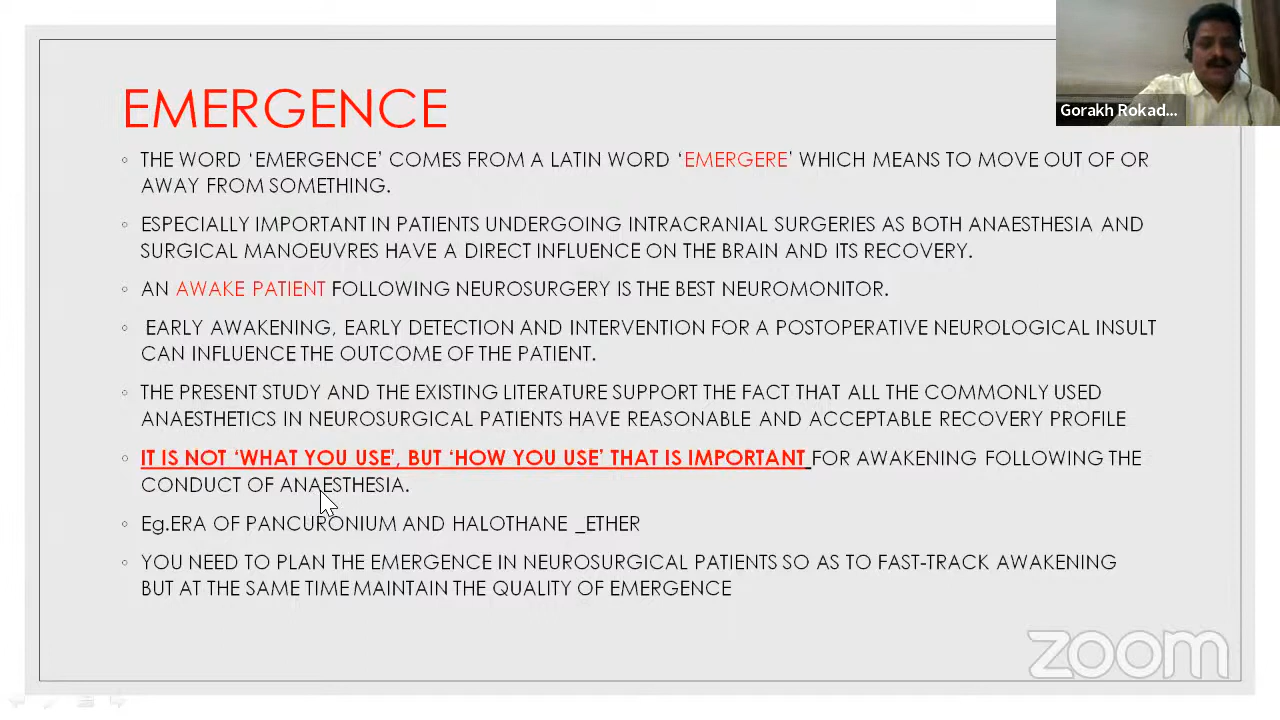 EMERGENCE
Gorakh Rokad...
◦ THE WORD ‘EMERGENCE’ COMES FROM A LATIN WORD ‘EMERGERE’ WHICH MEANS TO MOVE OUT OF OR
AWAY FROM SOMETHING.
◦ ESPECIALLY IMPORTANT IN PATIENTS UNDERGOING INTRACRANIAL SURGERIES AS BOTH ANAESTHESIA AND
SURGICAL MANOEUVRES HAVE A DIRECT INFLUENCE ON THE BRAIN AND ITS RECOVERY.
◦ AN AWAKE PATIENT FOLLOWING NEUROSURGERY IS THE BEST NEUROMONITOR.
◦ EARLY AWAKENING, EARLY DETECTION AND INTERVENTION FOR A POSTOPERATIVE NEUROLOGICAL INSULT
CAN INFLUENCE THE OUTCOME OF THE PATIENT.
◦ THE PRESENT STUDY AND THE EXISTING LITERATURE SUPPORT THE FACT THAT ALL THE COMMONLY USED
ANAESTHETICS IN NEUROSURGICAL PATIENTS HAVE REASONABLE AND ACCEPTABLE RECOVERY PROFILE
◦ IT IS NOT ‘WHAT YOU USE’, BUT ‘HOW YOU USE’ THAT IS IMPORTANT FOR AWAKENING FOLLOWING THE
CONDUCT OF ANAESTHESIA.
◦ Eg.ERA OF PANCURONIUM AND HALOTHANE _ETHER
◦ YOU NEED TO PLAN THE EMERGENCE IN NEUROSURGICAL PATIENTS SO AS TO FAST-TRACK AWAKENING
BUT AT THE SAME TIME MAINTAIN THE QUALITY OF EMERGENCE
zoom